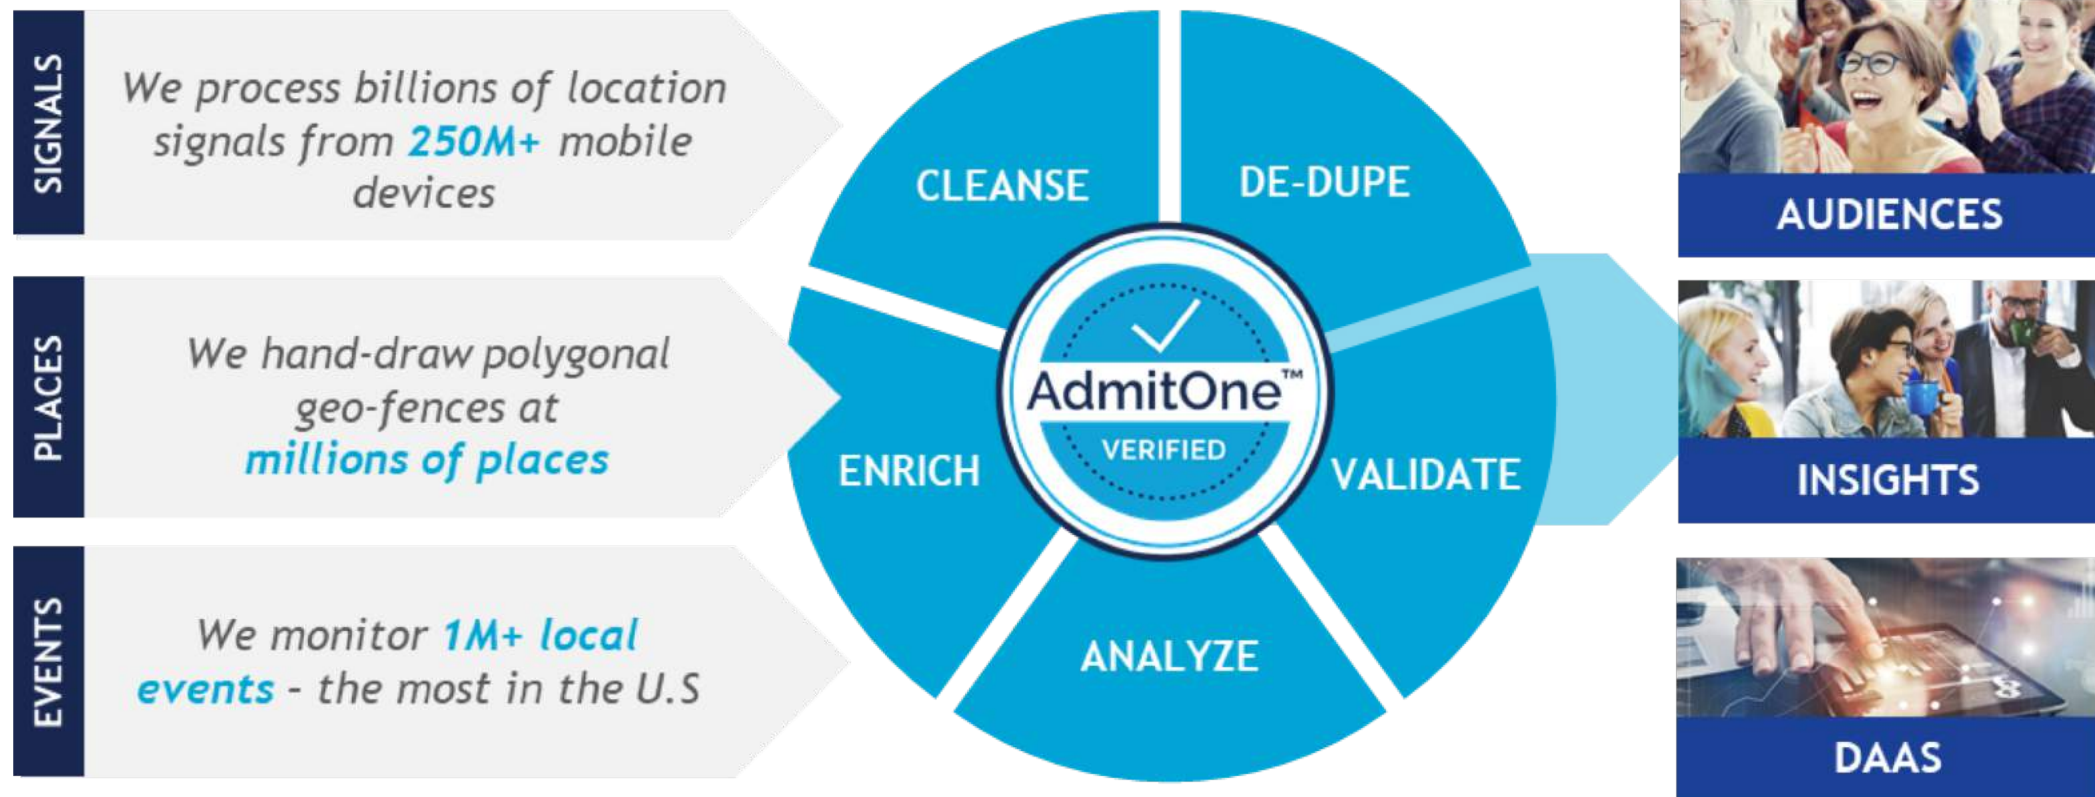 SIGNALS
We process billions of location
signals from 250M+ mobile
devices
PLACES
We hand-draw polygonal
geo-fences at
millions of places
EVENTS
We monitor 1M+ local
events - the most in the U.S
CLEANSE
DE-DUPE
ENRICH
VALIDATE
ANALYZE
AdmitOne™
VERIFIED
AUDIENCES
INSIGHTS
DAAS